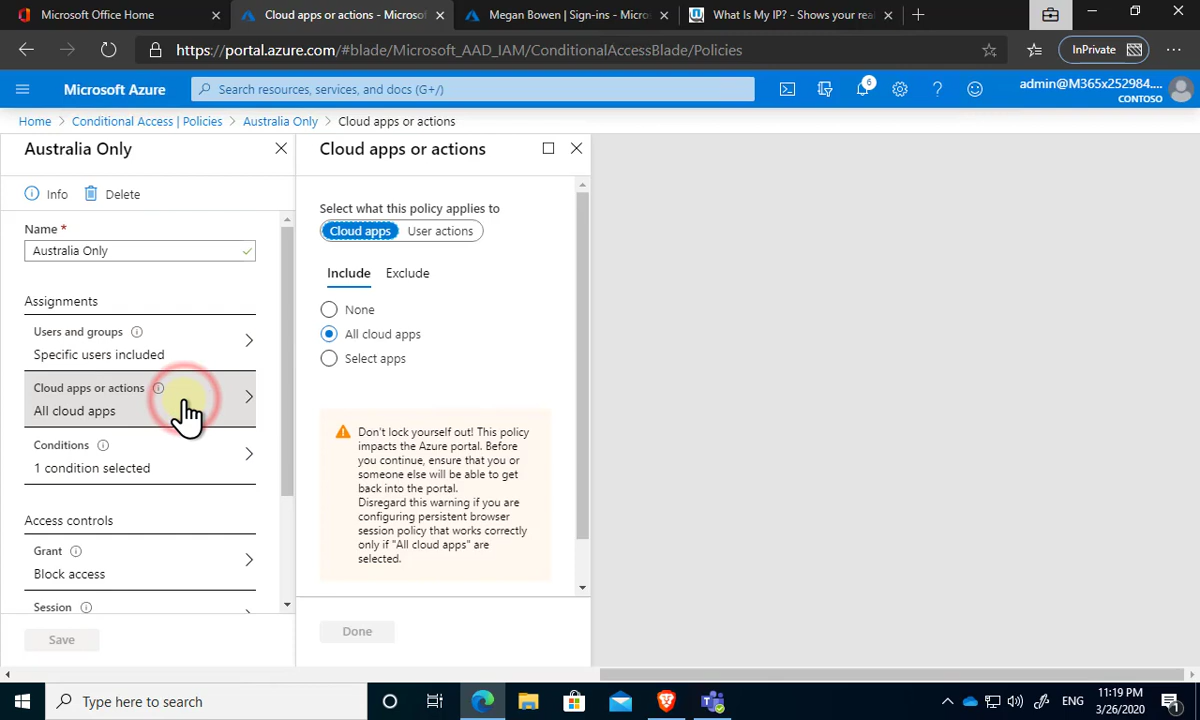 Microsoft Office Home
Cloud apps or actions - Microsof
Megan Bowen | Sign-ins - Micro
What Is My IP? - Shows your rea
https://portal.azure.com/#blade/Microsoft_AAD_IAM/ConditionalAccessBlade/Policies
InPrivate
Microsoft Azure
Search resources, services, and docs (G+/)
6
admin@M365x252984....
CONTOSO
Home > Conditional Access | Policies > Australia Only > Cloud apps or actions
Australia Only
Info
Delete
Name *
Australia Only
Assignments
Users and groups
Specific users included
Cloud apps or actions
All cloud apps
Conditions
1 condition selected
Access controls
Grant
Block access
Session
Save
Cloud apps or actions
Select what this policy applies to
Cloud apps
User actions
Include
Exclude
None
All cloud apps
Select apps
Don't lock yourself out! This policy
impacts the Azure portal. Before
you continue, ensure that you or
someone else will be able to get
back into the portal.
Disregard this warning if you are
configuring persistent browser
session policy that works correctly
only if "All cloud apps" are
selected.
Done
Type here to search
ENG
11:19 PM
3/26/2020
1